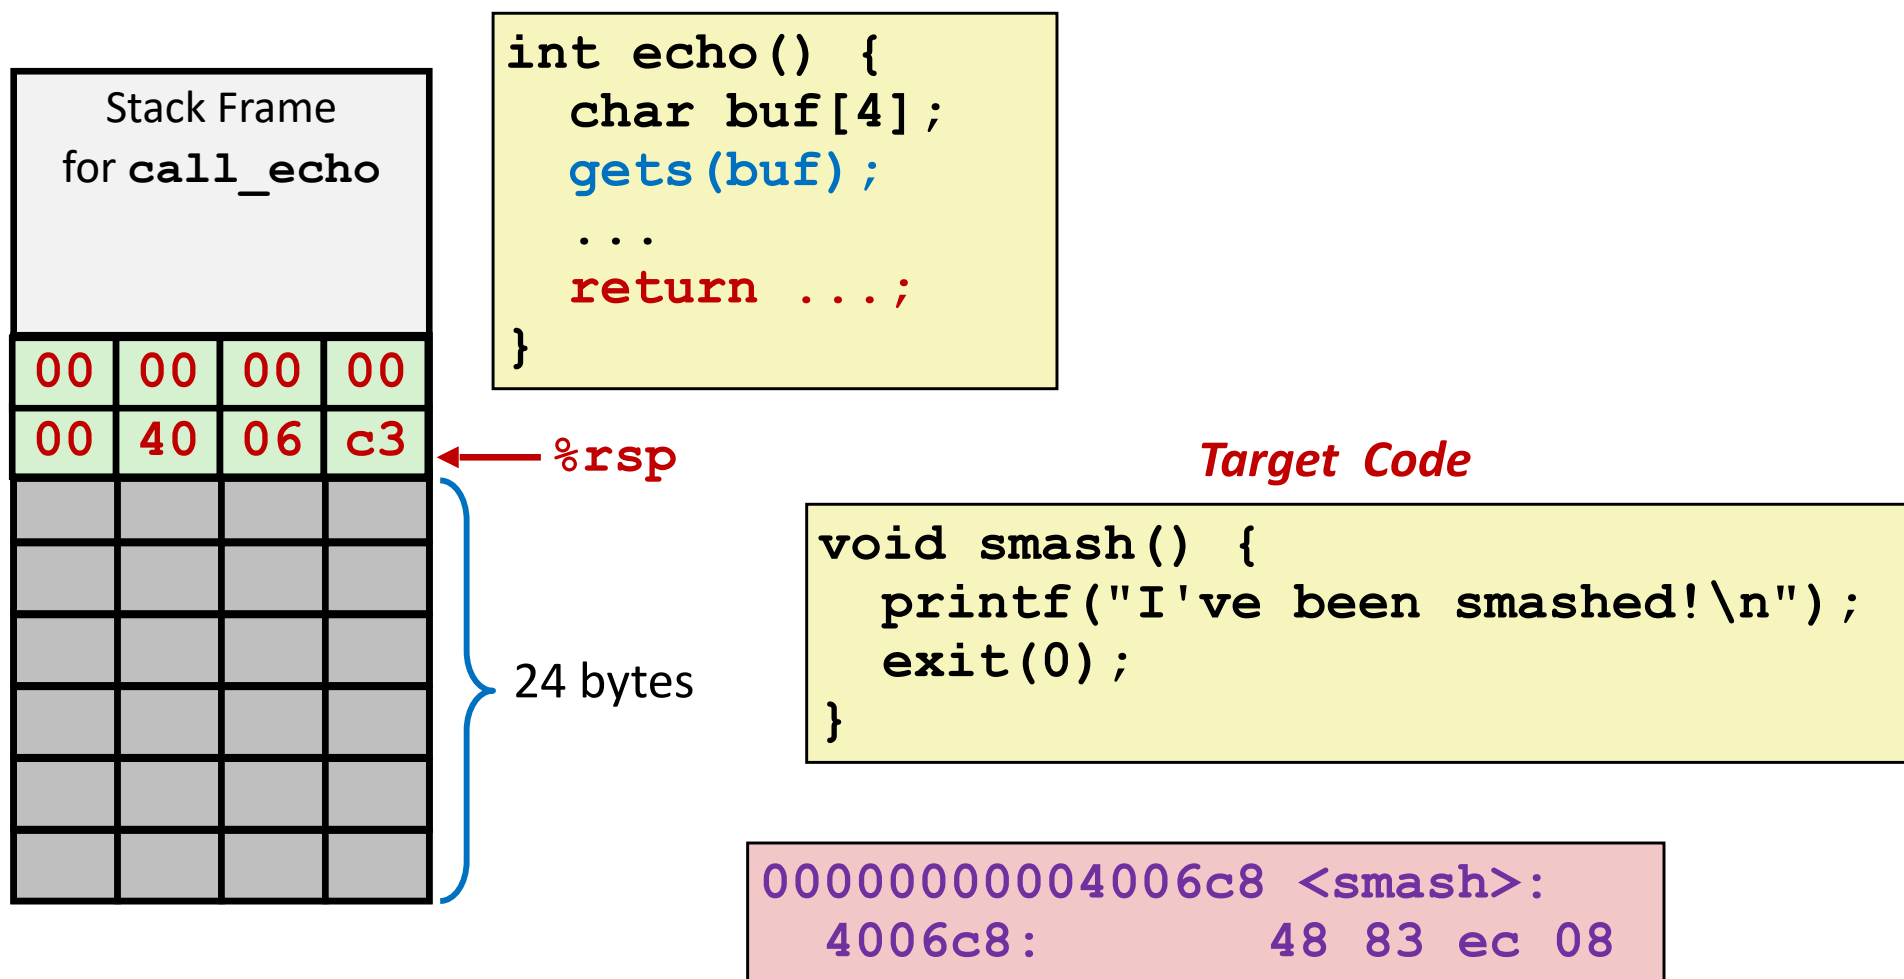 Stack Frame
for call_echo
00 00 00 00
00 40 06 c3
%rsp
24 bytes
int echo() {
  char buf[4];
  gets(buf);
  ...
  return ...;
}
Target Code
void smash() {
  printf("I've been smashed!\n");
  exit(0);
}
00000000004006c8 <smash>:
  4006c8:       48 83 ec 08